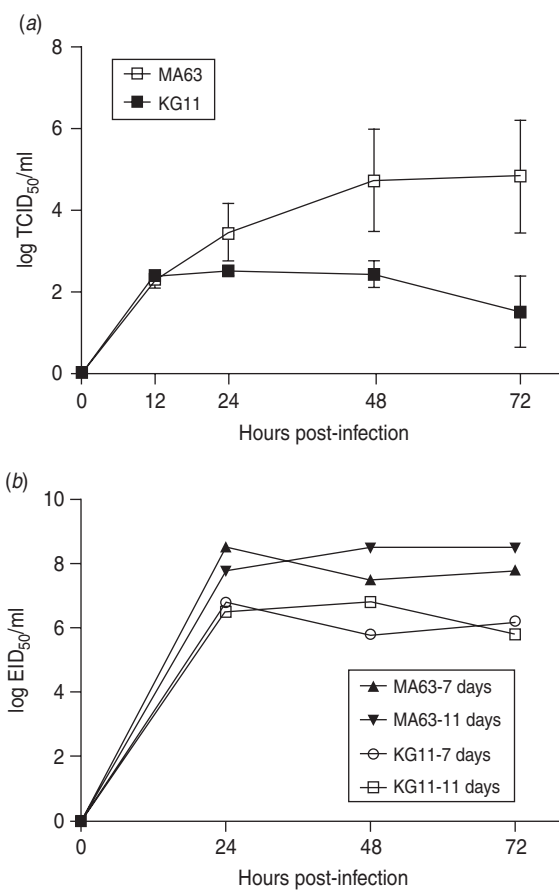 (a)
8
6
4
2
0
log TCID50/ml
MA63
KG11
0 12 24 48 72
Hours post-infection
(b)
10
8
6
4
2
0
log EID50/ml
MA63-7 days
MA63-11 days
KG11-7 days
KG11-11 days
0 24 48 72
Hours post-infection